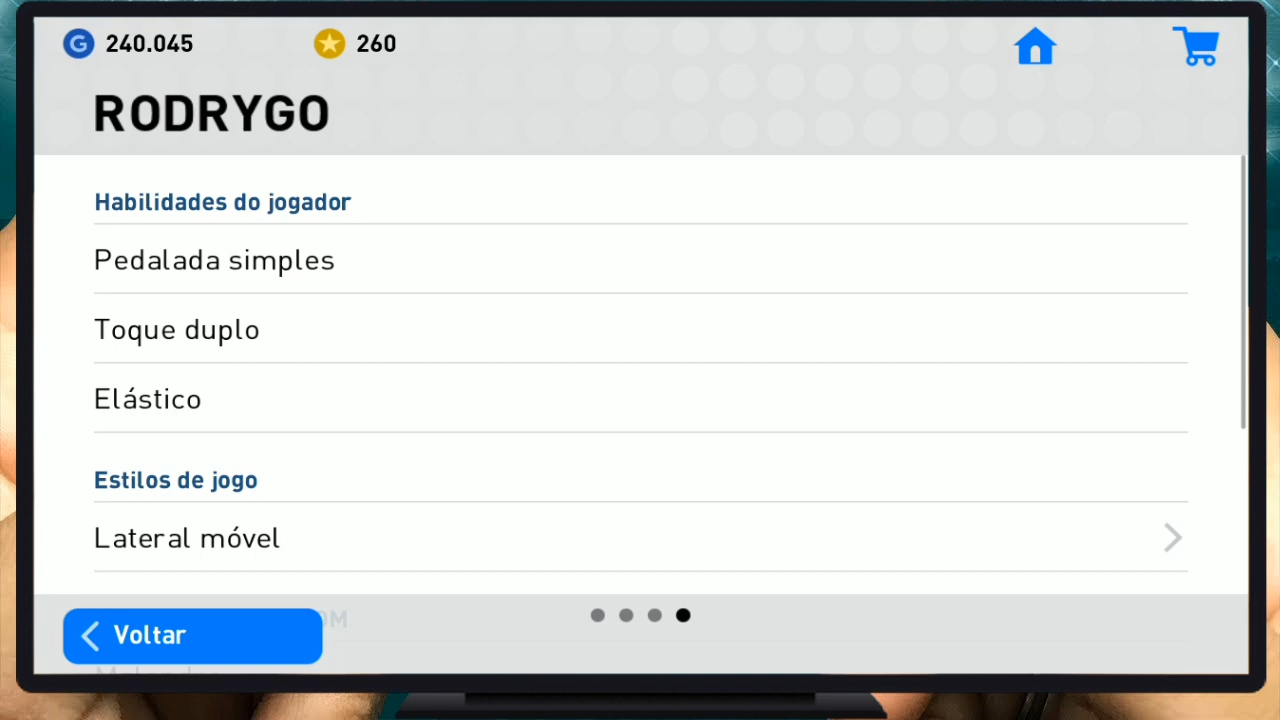 G 240.045
260
RODRYGO
Habilidades do jogador
Pedalada simples
Toque duplo
Elástico
Estilos de jogo
Lateral móvel
Voltar